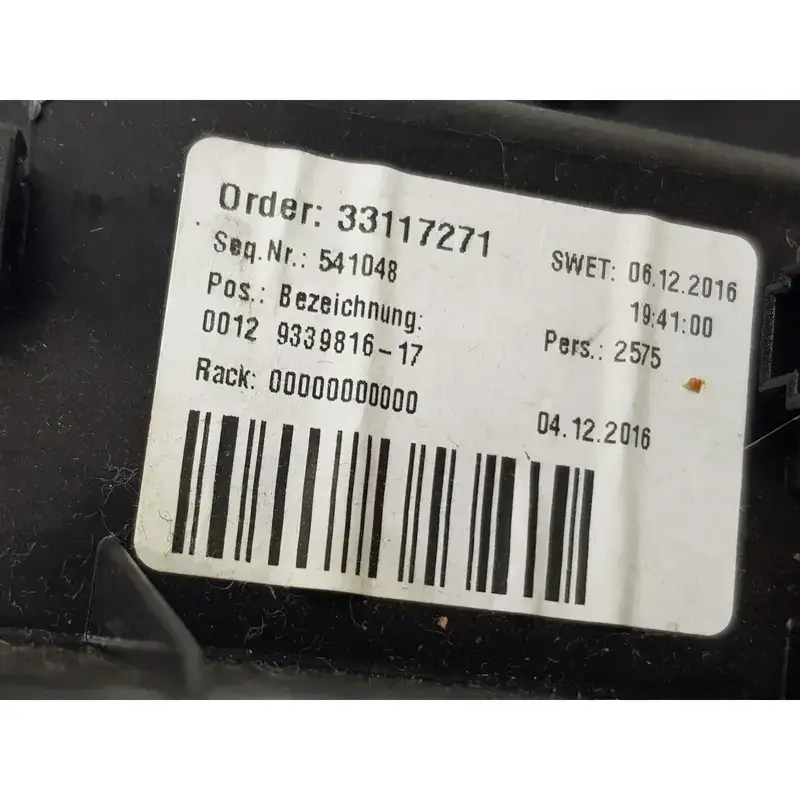 Order: 33117271
Seq.Nr.: 541048
SWET: 06.12.2016
19:41:00
Pos.: Bezeichnung:
0012 9339816-17
Pers.: 2575
Rack: 00000000000
04.12.2016